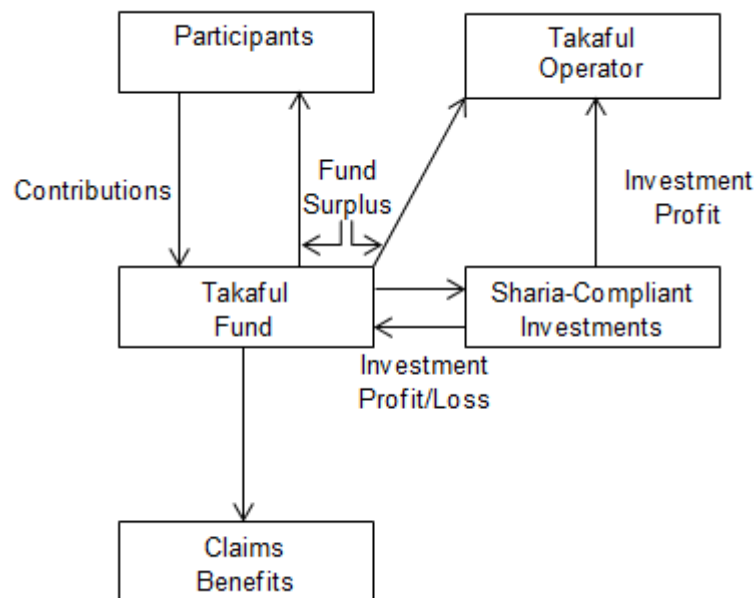 Participants
Takaful
Operator
Fund
Surplus
Contributions
Investment
Profit
Takaful
Fund
Sharia-Compliant
Investments
Investment
Profit/Loss
Claims
Benefits